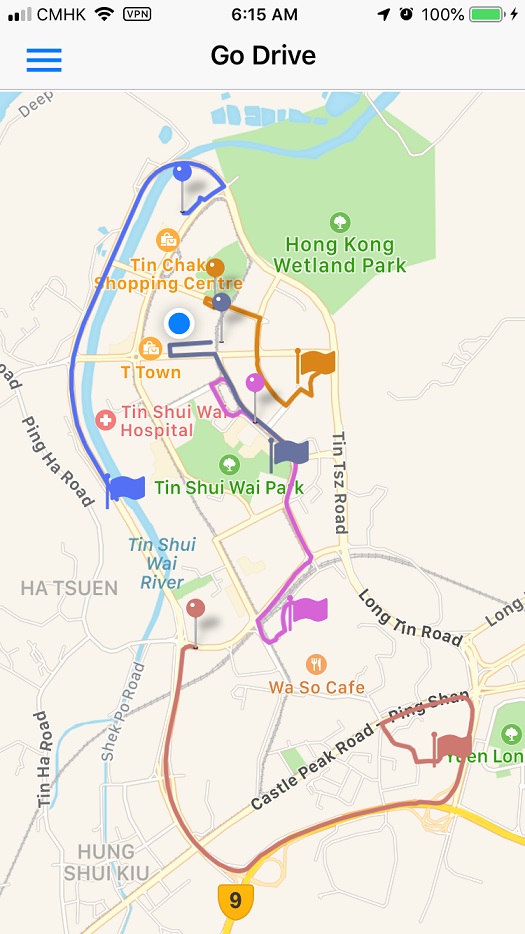 CMHK VPN 6:15 AM 100%
Go Drive
Deep
Hong Kong
Wetland Park
Tin Chak
Shopping Centre
T Town
Tin Shui Wai
Hospital
oad
Ping Ha Road
Tin Shui Wai Park
Tin Tsz Road
Tin Shui
Wai
River
HA TSUEN
Long Tin Road
Long
Wa So Cafe
Shek Po Road
Tin Ha Road
Castle Peak Road - Ping Shan
Yuen Lon
HUNG
SHUI KIU
9